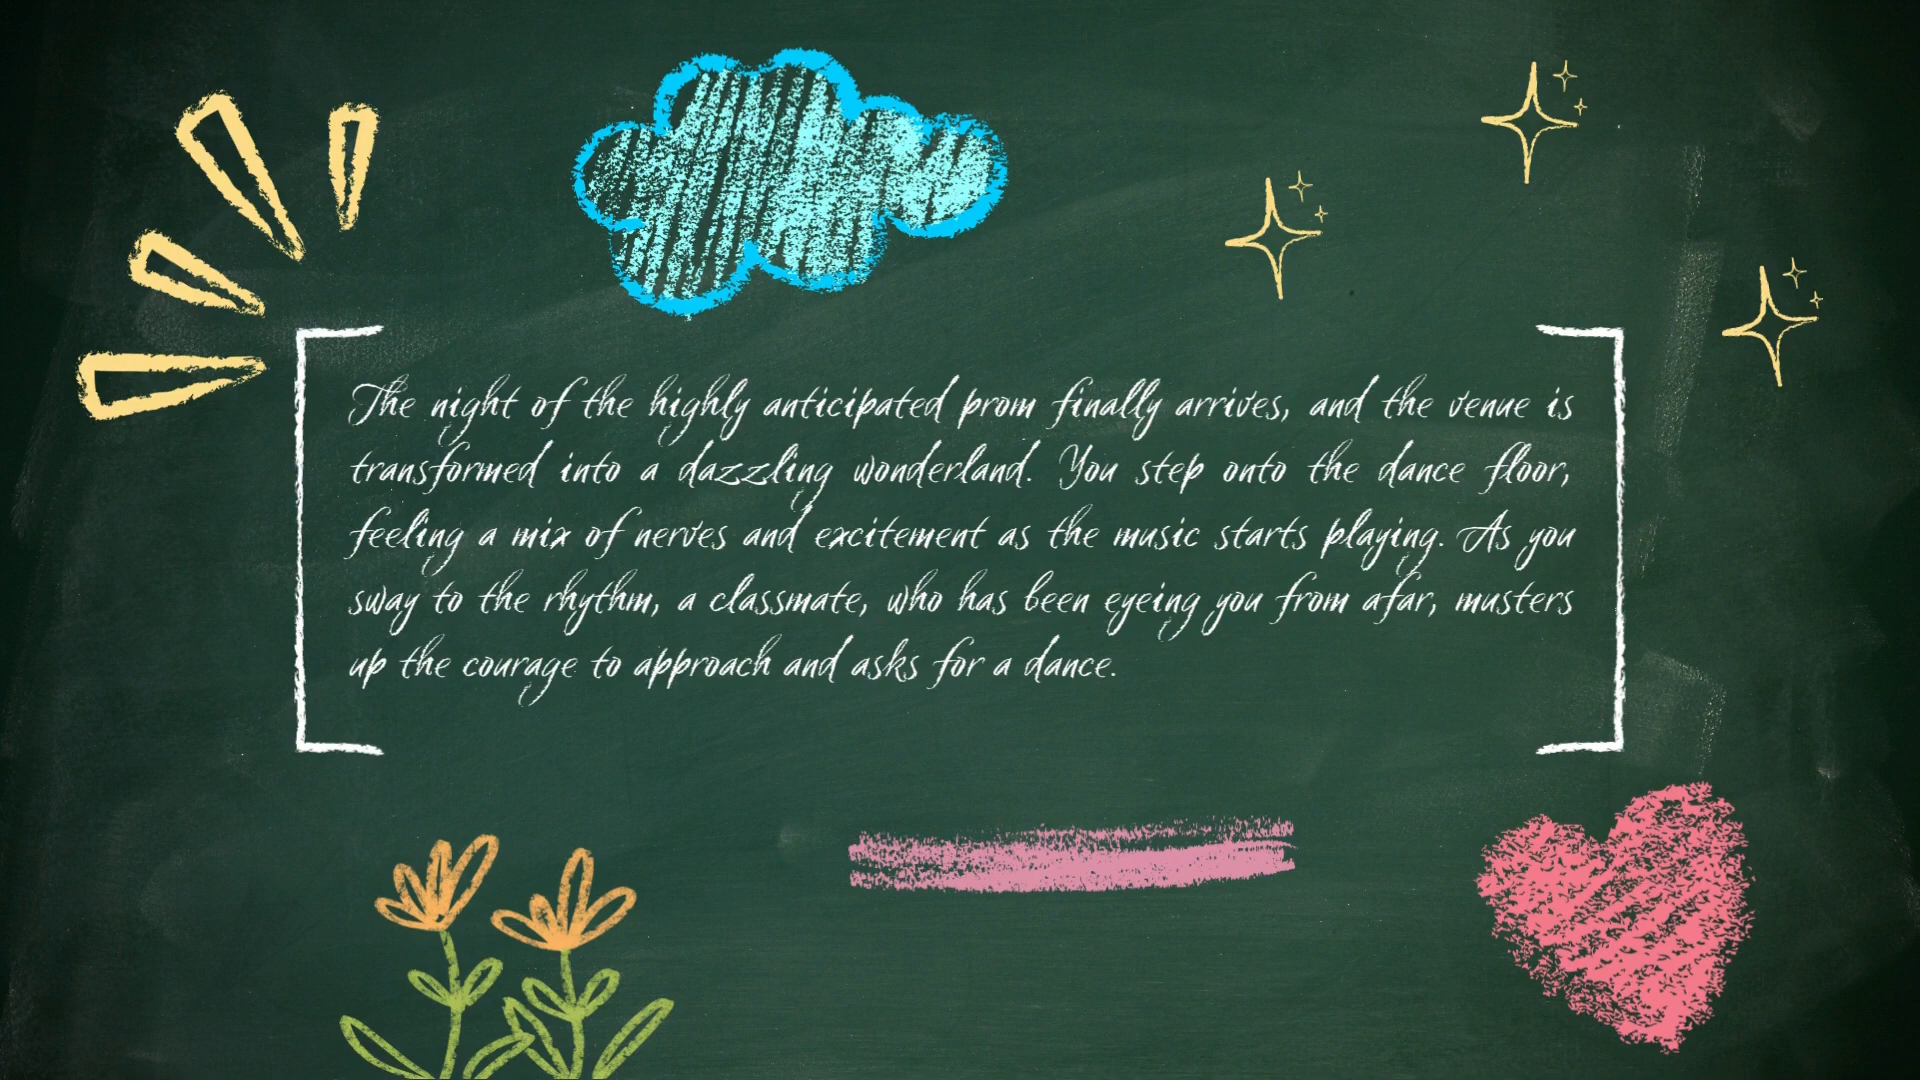 The night of the highly anticipated prom finally arrives, and the venue is
transformed into a dazzling wonderland. You step onto the dance floor,
feeling a mix of nerves and excitement as the music starts playing. As you
sway to the rhythm, a classmate, who has been eyeing you from afar, musters
up the courage to approach and asks for a dance.